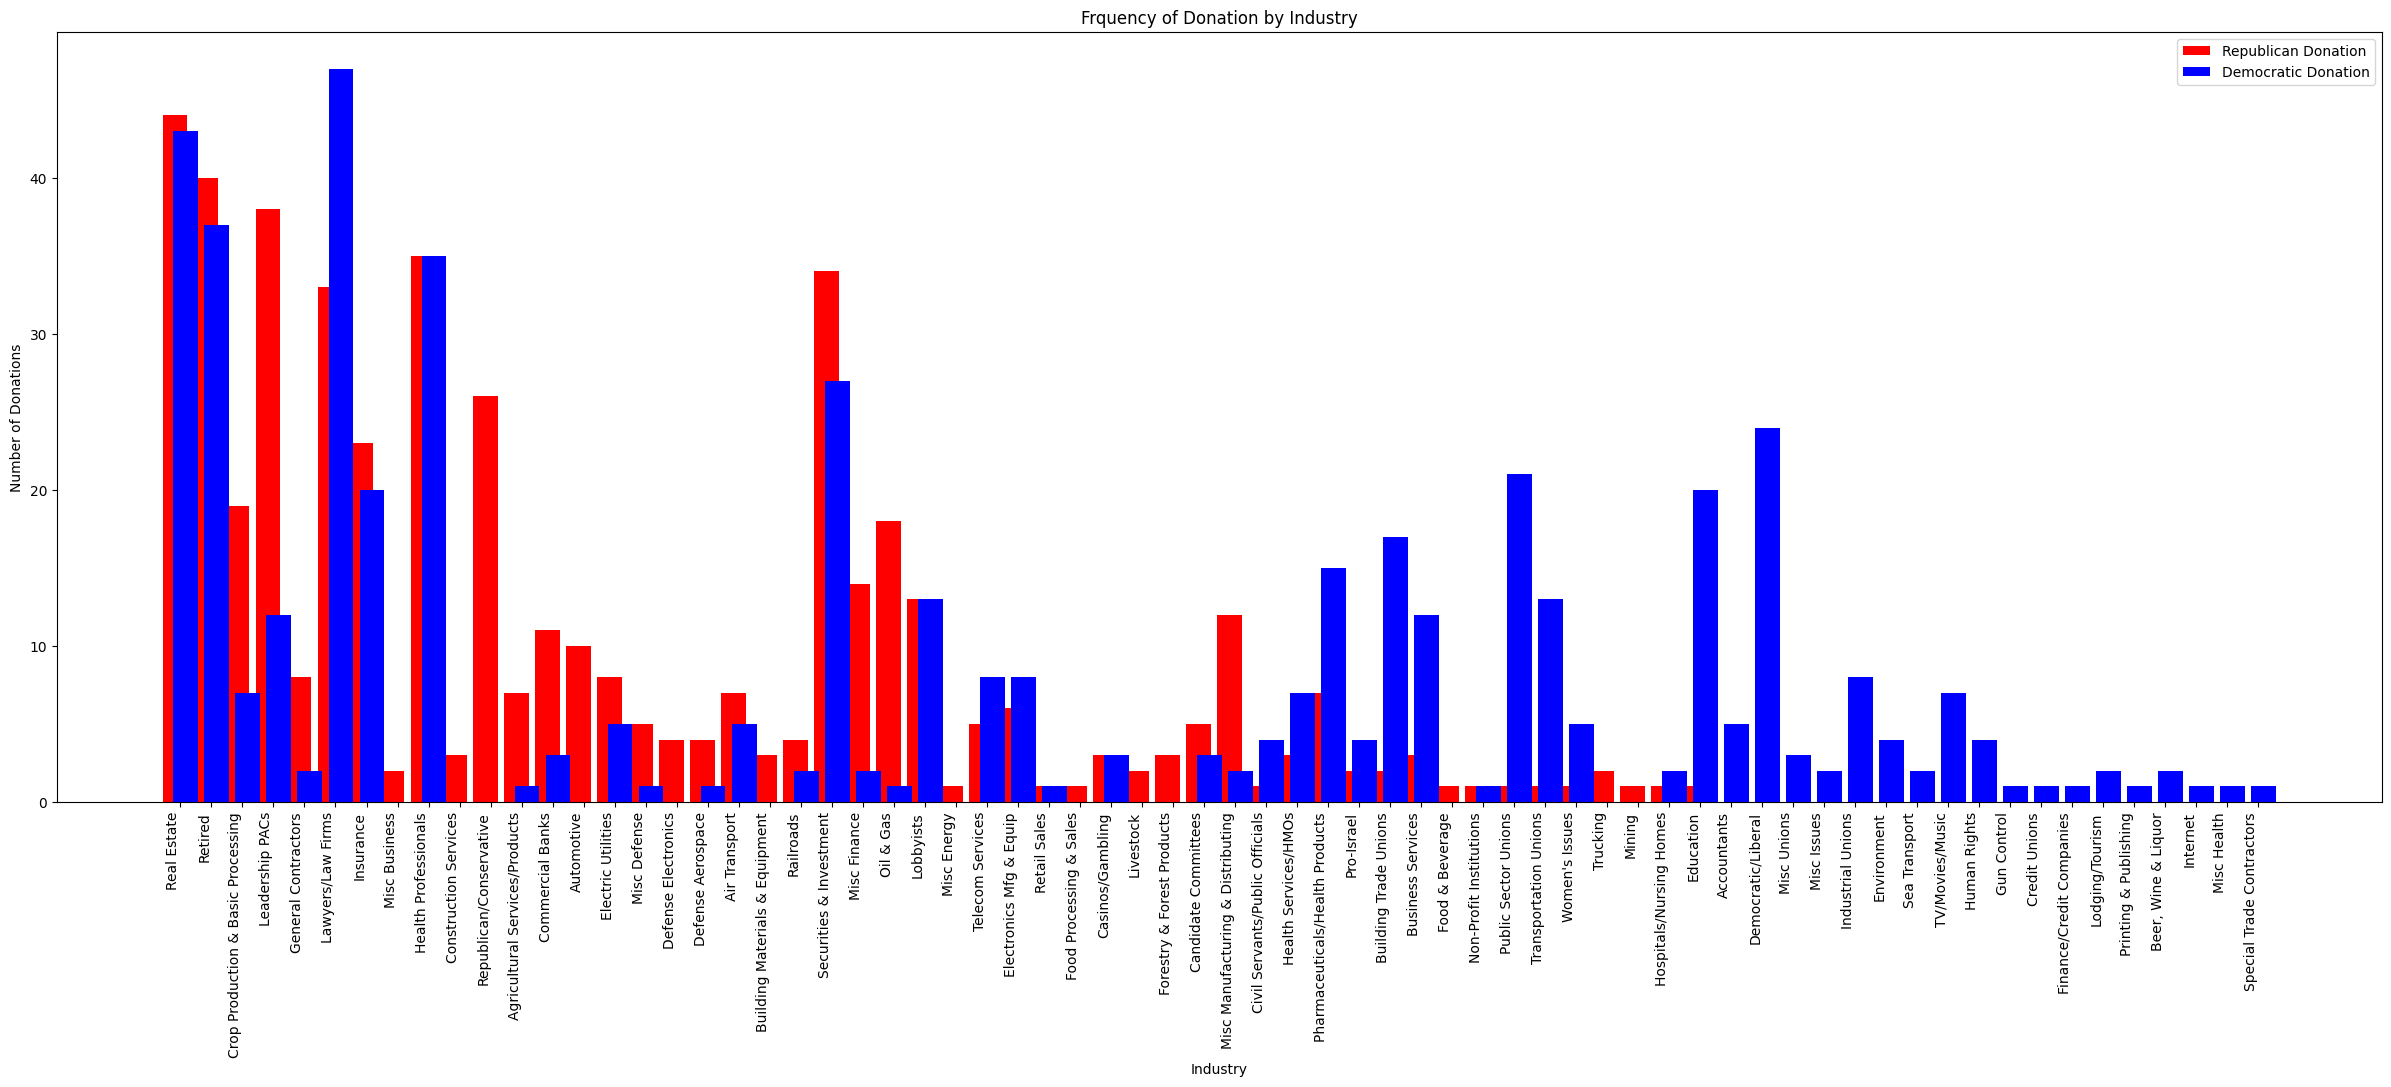 Frquency of Donation by Industry
Republican Donation
Democratic Donation
Number of Donations
40
30
20
10
0
Real Estate
Retired
Crop Production & Basic Processing
Leadership PACs
General Contractors
Lawyers/Law Firms
Insurance
Misc Business
Health Professionals
Construction Services
Republican/Conservative
Agricultural Services/Products
Commercial Banks
Automotive
Electric Utilities
Misc Defense
Defense Electronics
Defense Aerospace
Air Transport
Building Materials & Equipment
Railroads
Securities & Investment
Misc Finance
Oil & Gas
Lobbyists
Misc Energy
Telecom Services
Electronics Mfg & Equip
Retail Sales
Food Processing & Sales
Casinos/Gambling
Livestock
Forestry & Forest Products
Candidate Committees
Misc Manufacturing & Distributing
Civil Servants/Public Officials
Health Services/HMOs
Pharmaceuticals/Health Products
Pro-Israel
Building Trade Unions
Business Services
Food & Beverage
Non-Profit Institutions
Public Sector Unions
Transportation Unions
Women's Issues
Trucking
Mining
Hospitals/Nursing Homes
Education
Accountants
Democratic/Liberal
Misc Unions
Misc Issues
Industrial Unions
Environment
Sea Transport
TV/Movies/Music
Human Rights
Gun Control
Credit Unions
Finance/Credit Companies
Lodging/Tourism
Printing & Publishing
Beer, Wine & Liquor
Internet
Misc Health
Special Trade Contractors
Industry